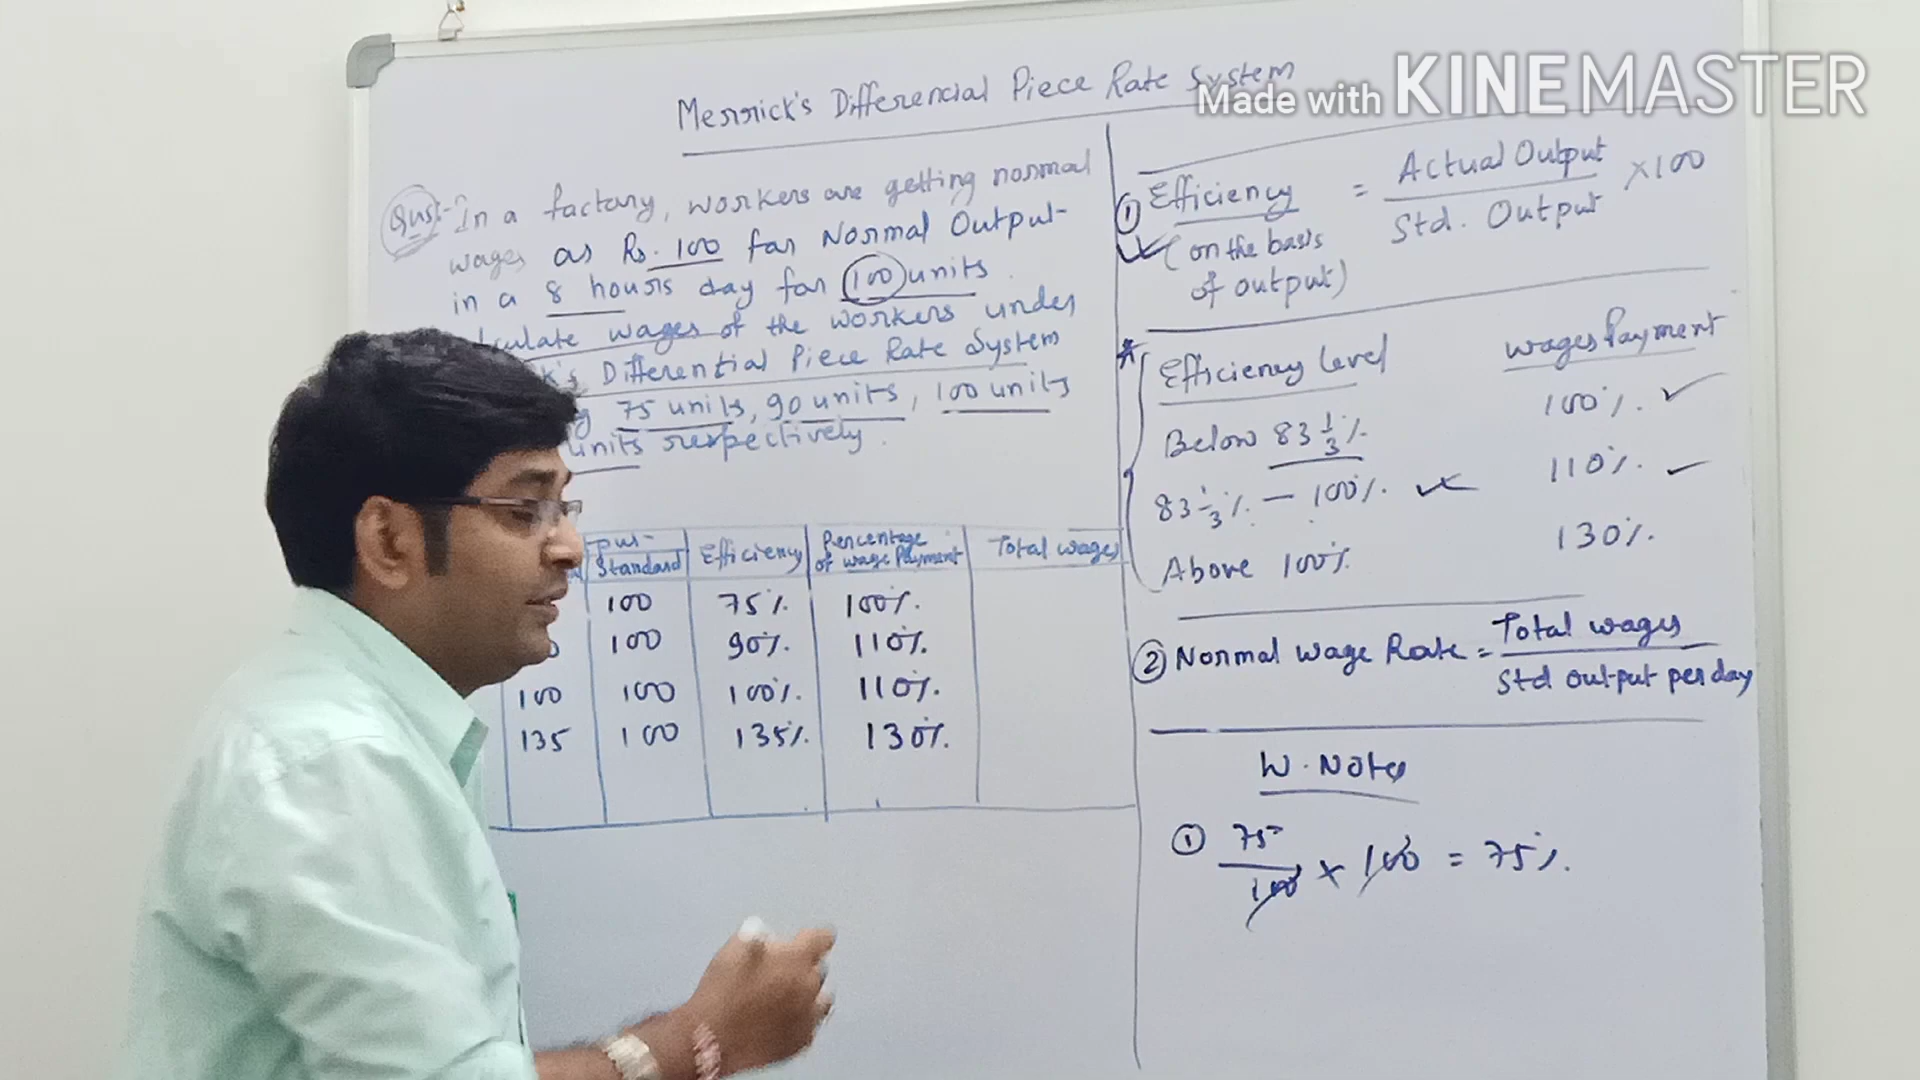 Merrick's Differencial Piece Rate System
Made with KINEMASTER
Qus:- In a factory, workers are getting normal
wages as Rs. 100 for Normal Output
in a 8 hours day for 100 units.
culate wages of the workers under
k's Differential Piece Rate System
75 units, 90 units, 100 units
units respectively.
Standard Efficiency Percentage of wage Payment Total wages
100 75% 100%
100 90% 110%
100 100 100% 110%
135 100 135% 130%
① Efficiency = Actual Output / Std. Output × 100
(on the basis
of output)
* Efficiency Level Wages Payment
Below 83 1/3 % 100% ✓
83 1/3 % — 100% ✓ 110% ✓
Above 100% 130%
② Normal Wage Rate = Total wages / Std output per day
W. Notes
① 75/100 × 100 = 75%.